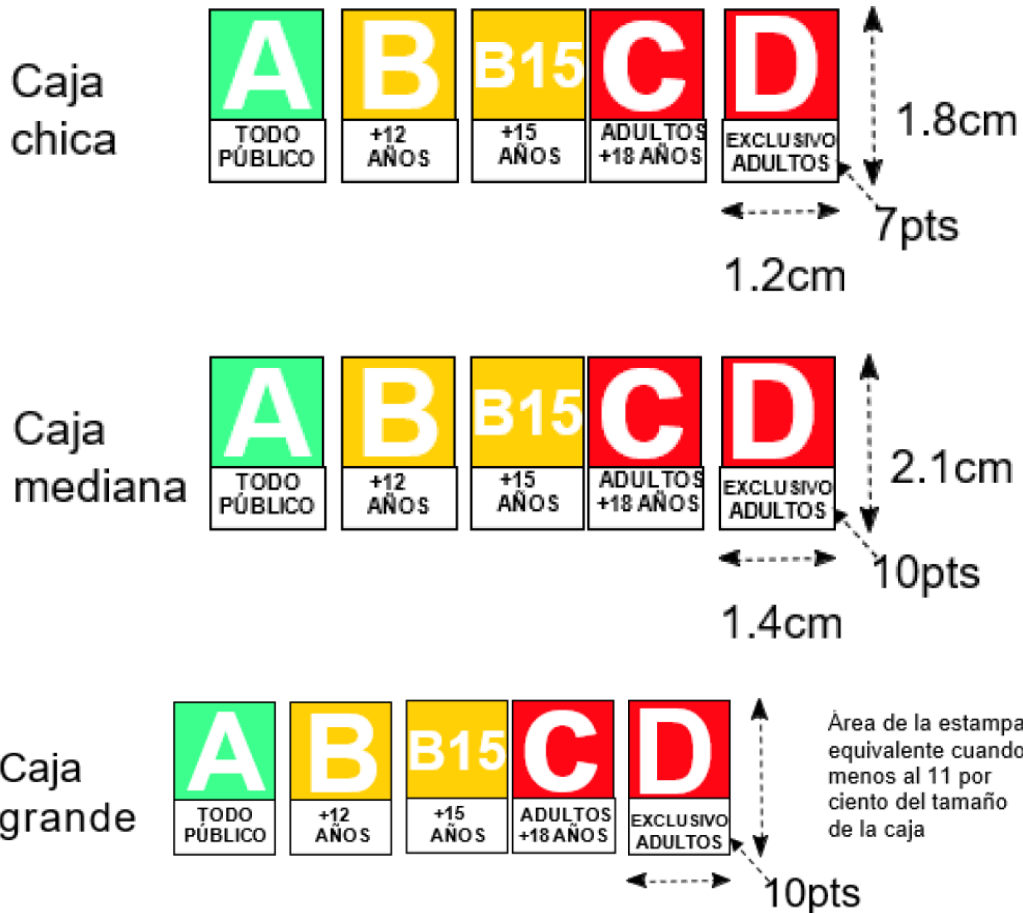 Caja
chica
A
TODO
PÚBLICO
B
+12
AÑOS
B15
+15
AÑOS
C
ADULTOS
+18 AÑOS
D
EXCLUSIVO
ADULTOS
1.8cm
7pts
1.2cm
Caja
mediana
A
TODO
PÚBLICO
B
+12
AÑOS
B15
+15
AÑOS
C
ADULTOS
+18 AÑOS
D
EXCLUSIVO
ADULTOS
2.1cm
10pts
1.4cm
Caja
grande
A
TODO
PÚBLICO
B
+12
AÑOS
B15
+15
AÑOS
C
ADULTOS
+18 AÑOS
D
EXCLUSIVO
ADULTOS
Àrea de la estampa
equivalente cuando
menos al 11 por
ciento del tamaño
de la caja
10pts